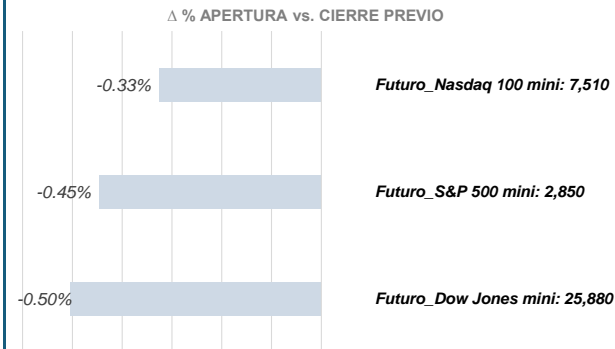 Δ % APERTURA vs. CIERRE PREVIO
-0.33% Futuro_Nasdaq 100 mini: 7,510
-0.45% Futuro_S&P 500 mini: 2,850
-0.50% Futuro_Dow Jones mini: 25,880